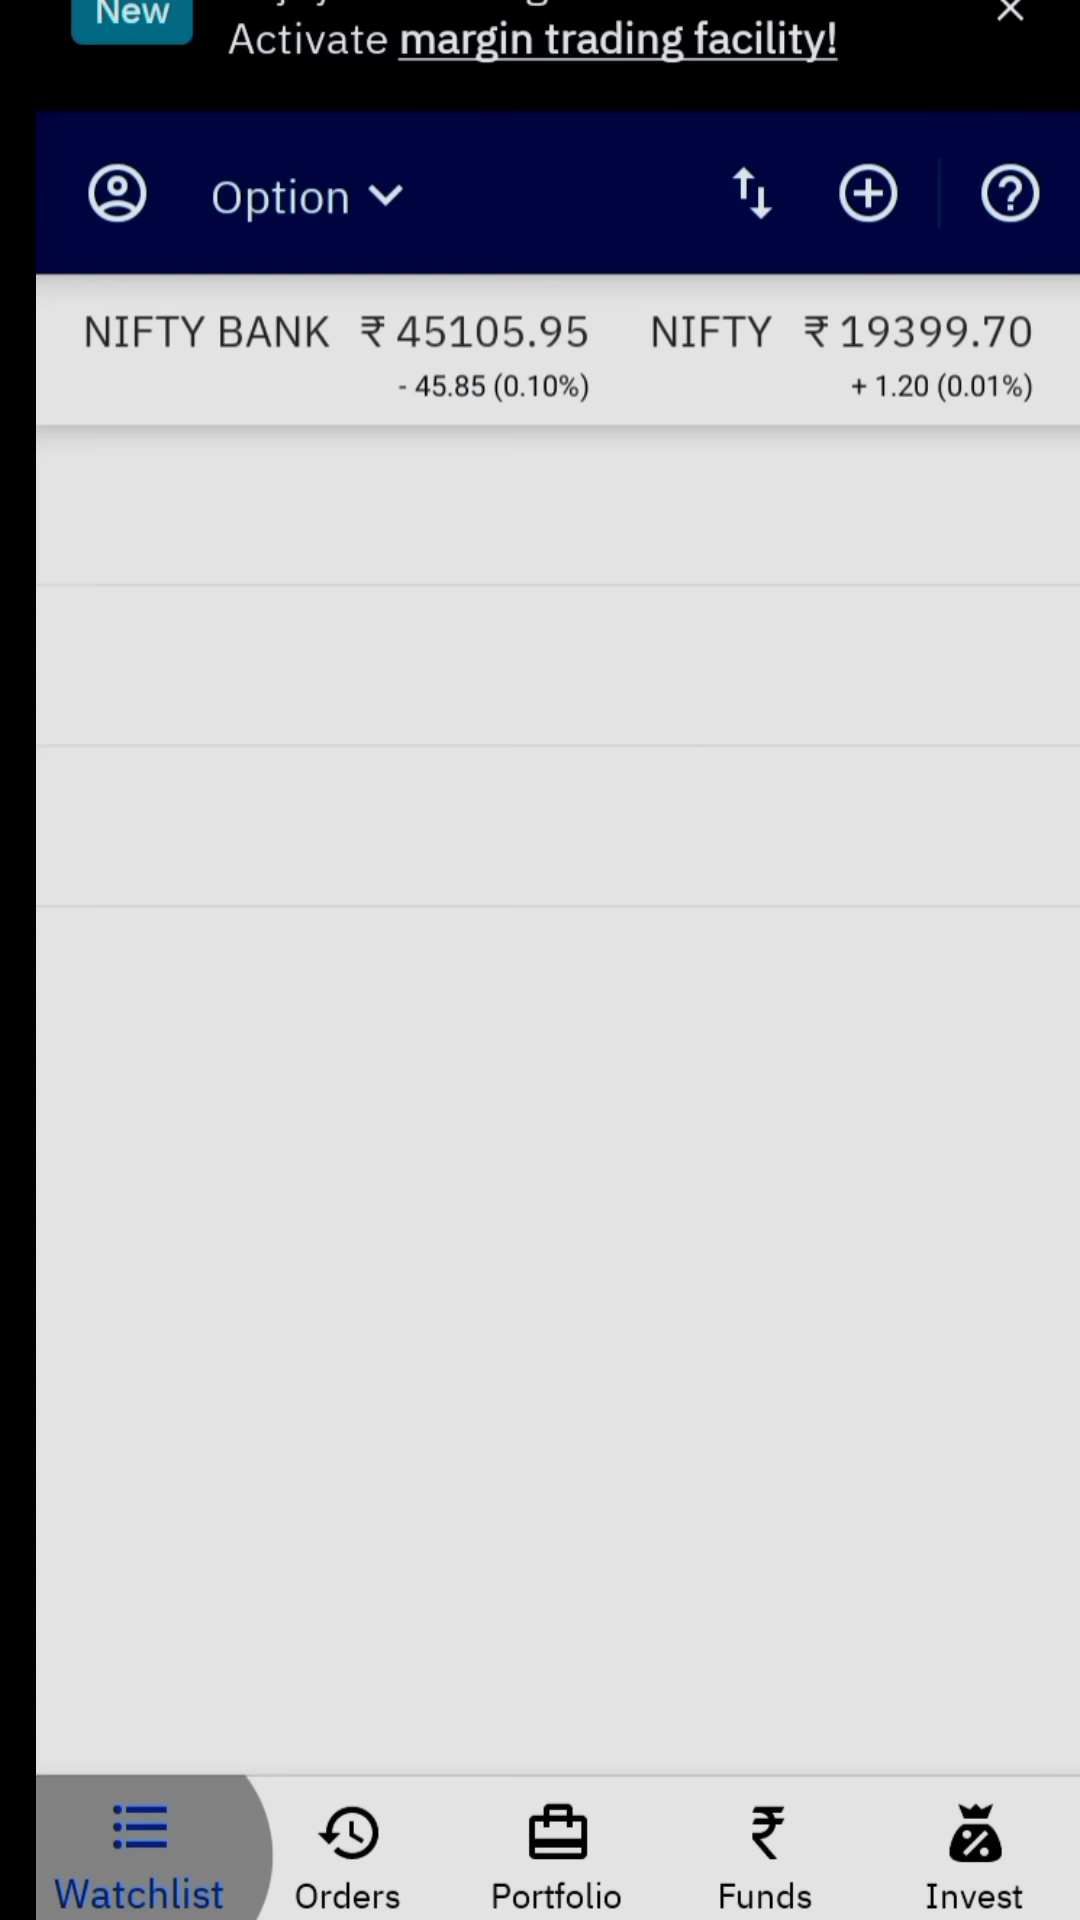 New
Activate margin trading facility!
Option
NIFTY BANK ₹ 45105.95 NIFTY ₹ 19399.70
- 45.85 (0.10%) + 1.20 (0.01%)
Watchlist Orders Portfolio Funds Invest